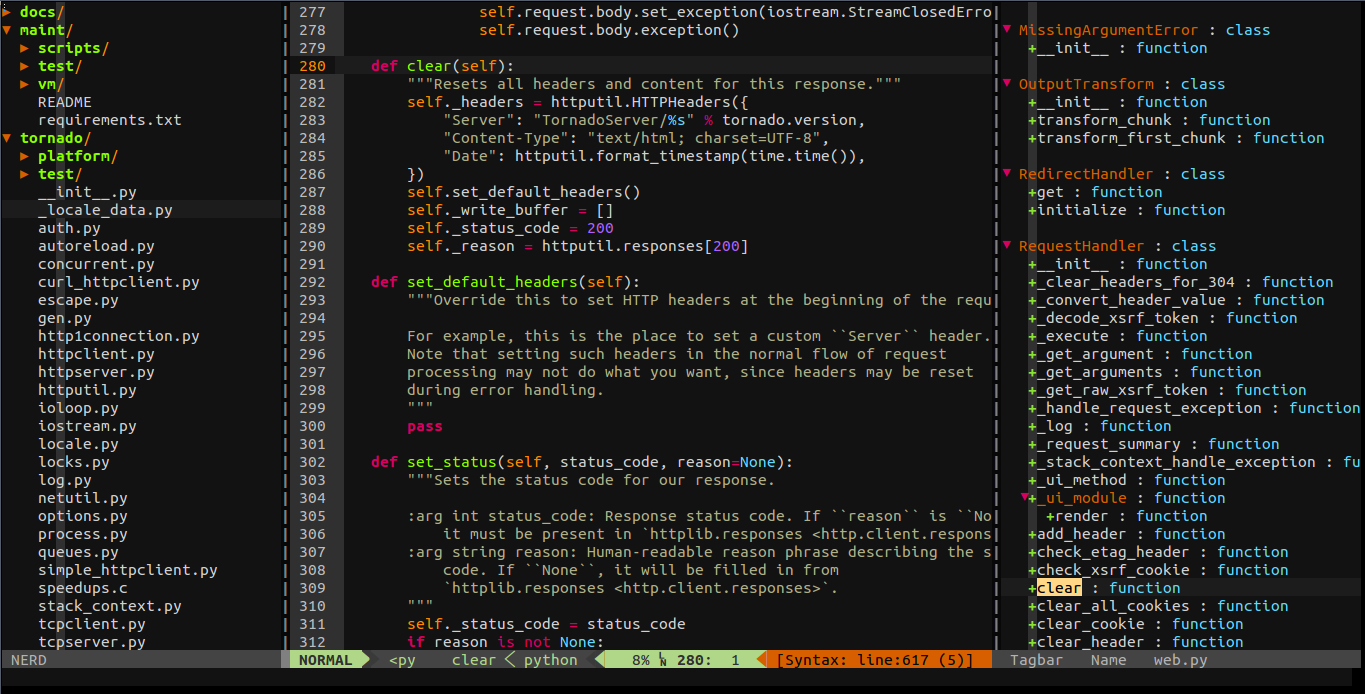 ▸ docs/
▾ maint/
▸ scripts/
▸ test/
▸ vm/
README
requirements.txt
▾ tornado/
▸ platform/
▸ test/
__init__.py
_locale_data.py
auth.py
autoreload.py
concurrent.py
curl_httpclient.py
escape.py
gen.py
http1connection.py
httpclient.py
httpserver.py
httputil.py
ioloop.py
iostream.py
locale.py
locks.py
log.py
netutil.py
options.py
process.py
queues.py
simple_httpclient.py
speedups.c
stack_context.py
tcpclient.py
tcpserver.py
NERD
277 self.request.body.set_exception(iostream.StreamClosedErro
278 self.request.body.exception()
279
280 def clear(self):
281 """Resets all headers and content for this response."""
282 self._headers = httputil.HTTPHeaders({
283 "Server": "TornadoServer/%s" % tornado.version,
284 "Content-Type": "text/html; charset=UTF-8",
285 "Date": httputil.format_timestamp(time.time()),
286 })
287 self.set_default_headers()
288 self._write_buffer = []
289 self._status_code = 200
290 self._reason = httputil.responses[200]
291
292 def set_default_headers(self):
293 """Override this to set HTTP headers at the beginning of the requ
294
295 For example, this is the place to set a custom ``Server`` header.
296 Note that setting such headers in the normal flow of request
297 processing may not do what you want, since headers may be reset
298 during error handling.
299 """
300 pass
301
302 def set_status(self, status_code, reason=None):
303 """Sets the status code for our response.
304
305 :arg int status_code: Response status code. If ``reason`` is ``No
306 it must be present in `httplib.responses <http.client.respons
307 :arg string reason: Human-readable reason phrase describing the s
308 code. If ``None``, it will be filled in from
309 `httplib.responses <http.client.responses>`.
310 """
311 self._status_code = status_code
312 if reason is not None:
NORMAL <py clear < python 8% LN 280: 1 [Syntax: line:617 (5)]
▾ MissingArgumentError : class
+__init__ : function
▾ OutputTransform : class
+__init__ : function
+transform_chunk : function
+transform_first_chunk : function
▾ RedirectHandler : class
+get : function
+initialize : function
▾ RequestHandler : class
+__init__ : function
+_clear_headers_for_304 : function
+_convert_header_value : function
+_decode_xsrf_token : function
+_execute : function
+_get_argument : function
+_get_arguments : function
+_get_raw_xsrf_token : function
+_handle_request_exception : function
+_log : function
+_request_summary : function
+_stack_context_handle_exception : fu
+_ui_method : function
▾+_ui_module : function
+render : function
+add_header : function
+check_etag_header : function
+check_xsrf_cookie : function
+clear : function
+clear_all_cookies : function
+clear_cookie : function
+clear_header : function
Tagbar Name web.py